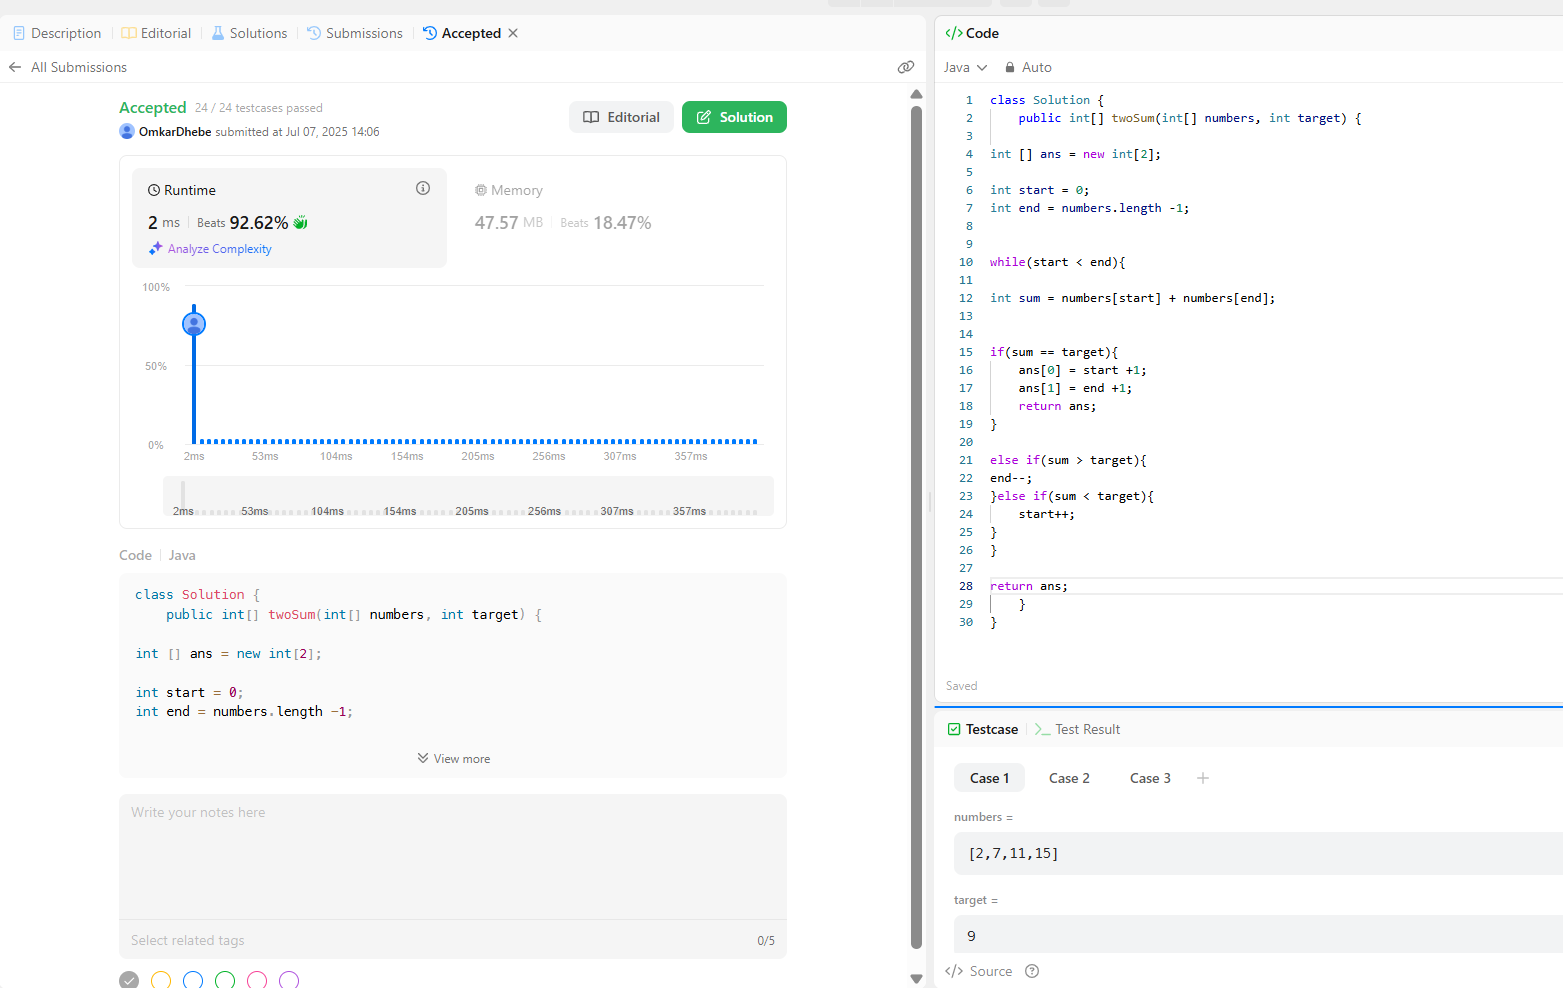 Description
Editorial
Solutions
Submissions
Accepted
All Submissions
Accepted 24 / 24 testcases passed
OmkarDhebe submitted at Jul 07, 2025 14:06
Editorial
Solution
Runtime
2 ms Beats 92.62%
Analyze Complexity
Memory
47.57 MB Beats 18.47%
100%
50%
0%
2ms 53ms 104ms 154ms 205ms 256ms 307ms 357ms
2ms 53ms 104ms 154ms 205ms 256ms 307ms 357ms
Code Java
class Solution {
    public int[] twoSum(int[] numbers, int target) {
int [] ans = new int[2];
int start = 0;
int end = numbers.length -1;
View more
Write your notes here
Select related tags 0/5
</> Code
Java Auto
1 class Solution {
2     public int[] twoSum(int[] numbers, int target) {
3
4 int [] ans = new int[2];
5
6 int start = 0;
7 int end = numbers.length -1;
8
9
10 while(start < end){
11
12 int sum = numbers[start] + numbers[end];
13
14
15 if(sum == target){
16     ans[0] = start +1;
17     ans[1] = end +1;
18     return ans;
19 }
20
21 else if(sum > target){
22 end--;
23 }else if(sum < target){
24     start++;
25 }
26 }
27
28 return ans;
29     }
30 }
Saved
Testcase
Test Result
Case 1 Case 2 Case 3 +
numbers =
[2,7,11,15]
target =
9
</> Source ?